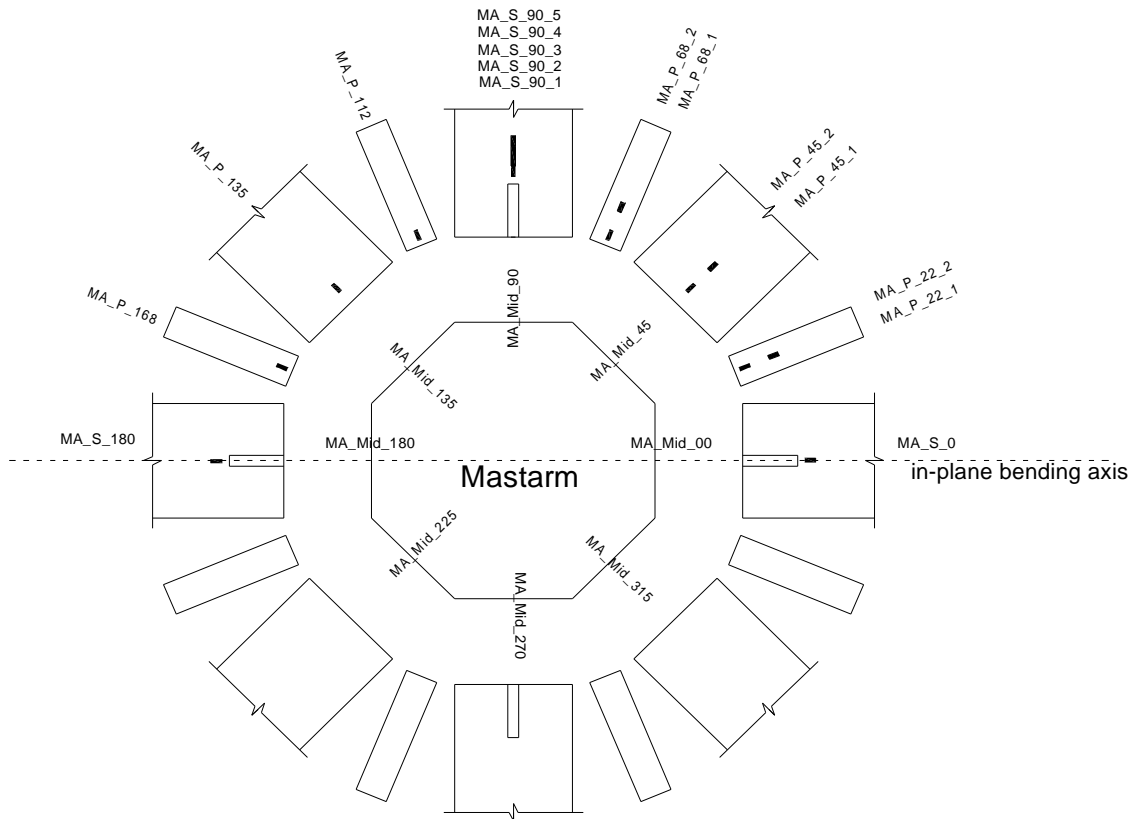 MA_S_90_5
MA_S_90_4
MA_S_90_3
MA_S_90_2
MA_S_90_1
MA_P_68_2
MA_P_68_1
MA_P_112
MA_P_135
MA_P_45_2
MA_P_45_1
MA_P_22_2
MA_P_22_1
MA_P_168
MA_Mid_90
MA_Mid_45
MA_Mid_135
MA_S_180
MA_Mid_180
MA_Mid_00
MA_S_0
Mastarm
in-plane bending axis
MA_Mid_225
MA_Mid_315
MA_Mid_270